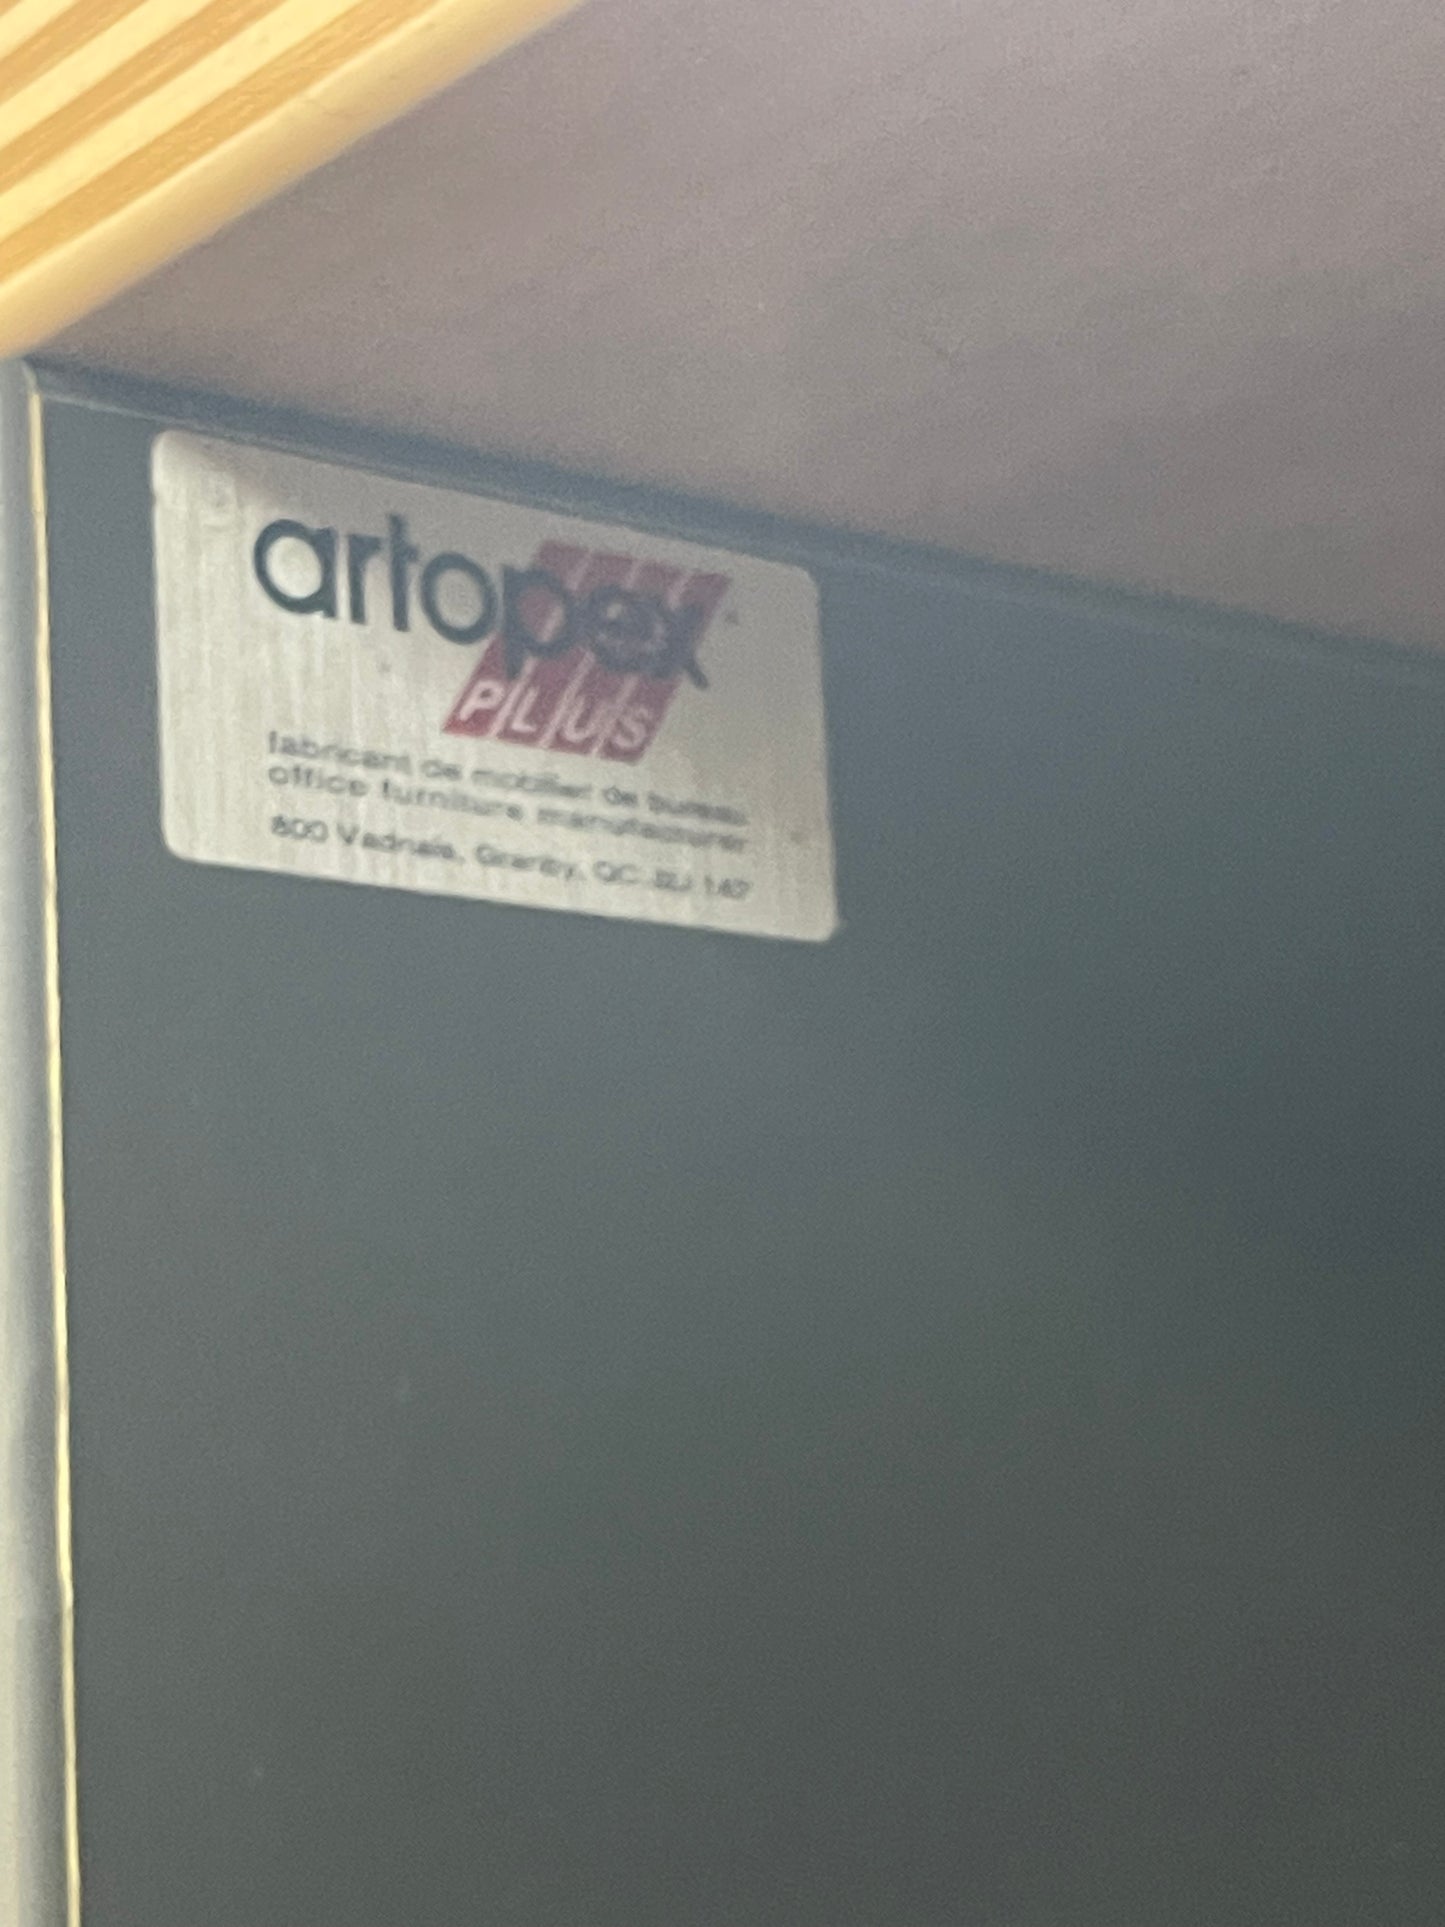 artopex
PLUS
fabricant de mobilier de bureau
office furniture manufacturer
800 Vadnais, Granby, QC